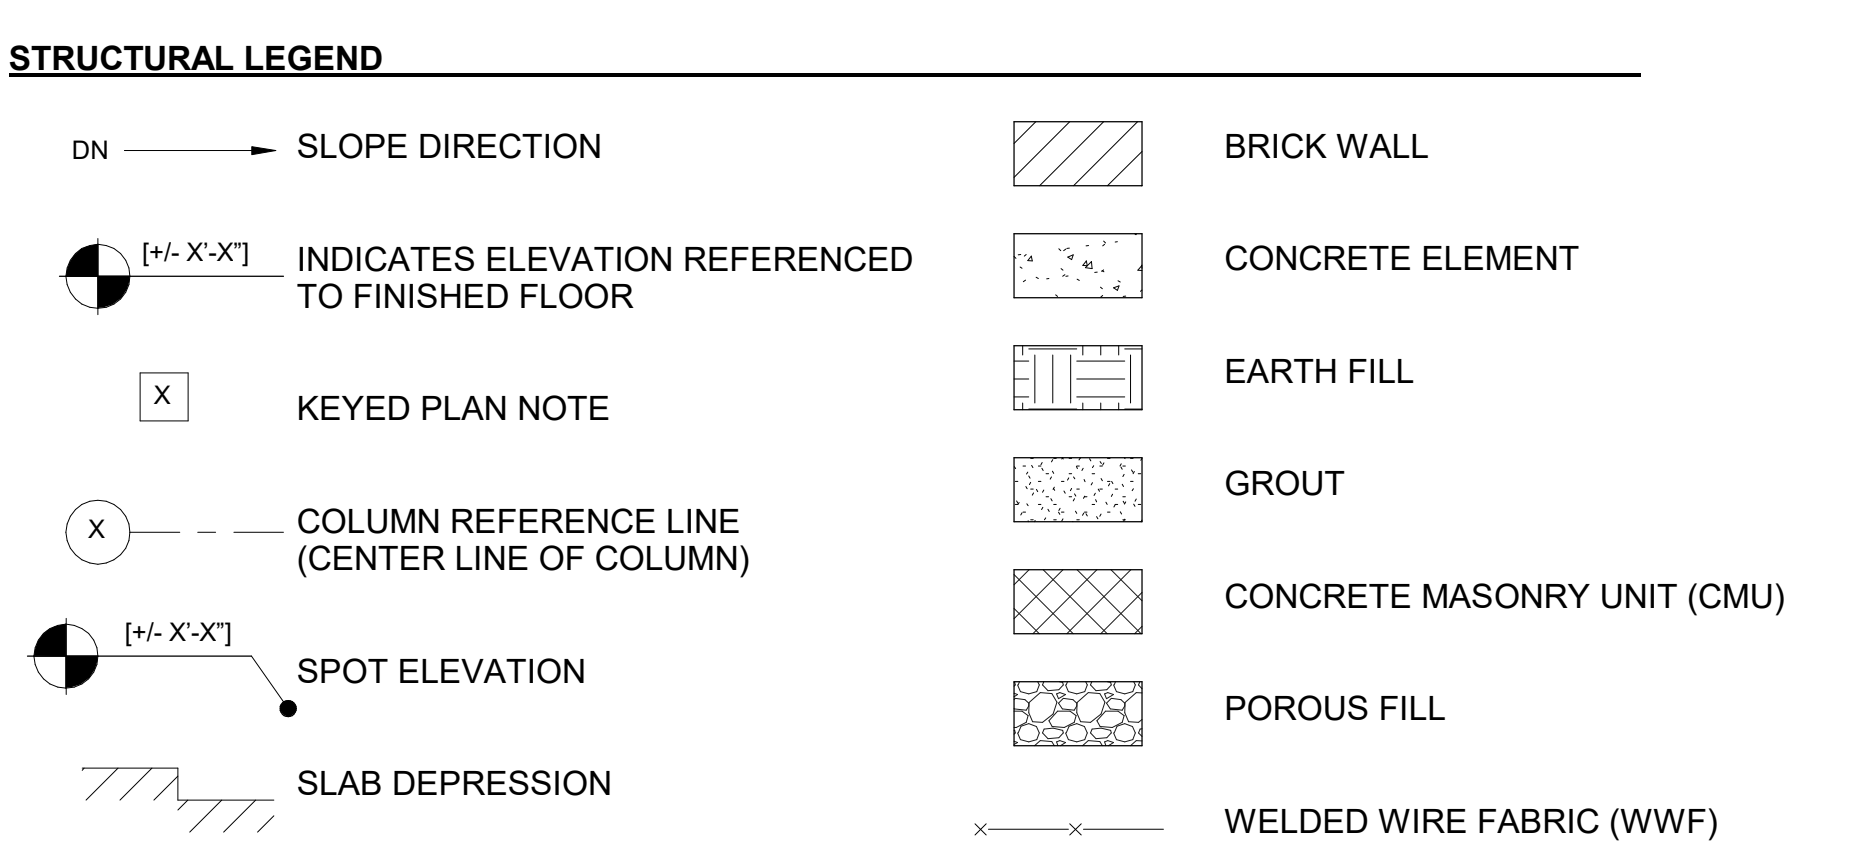 STRUCTURAL LEGEND
DN
SLOPE DIRECTION
[+/- X’-X”]
INDICATES ELEVATION REFERENCED
TO FINISHED FLOOR
X
KEYED PLAN NOTE
X
COLUMN REFERENCE LINE
(CENTER LINE OF COLUMN)
[+/- X’-X”]
SPOT ELEVATION
SLAB DEPRESSION
BRICK WALL
CONCRETE ELEMENT
EARTH FILL
GROUT
CONCRETE MASONRY UNIT (CMU)
POROUS FILL
WELDED WIRE FABRIC (WWF)